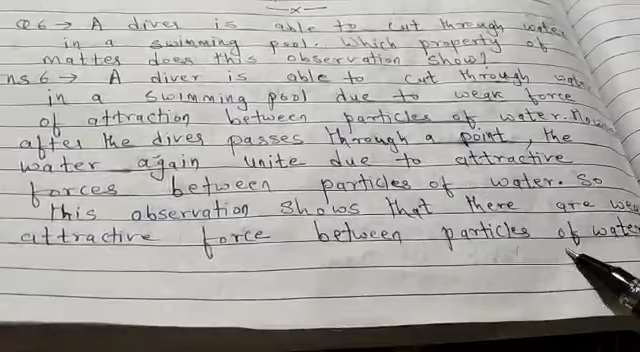 —x—
Q6 → A diver is able to cut through water
in a swimming pool. Which property of
matter does this observation show?
ns 6 → A diver is able to cut through water
in a swimming pool due to weak force
of attraction between particles of water.
after the diver passes through a point, the
water again unite due to attractive
forces between particles of water. So
this observation shows that there are wea
attractive force between particles of water